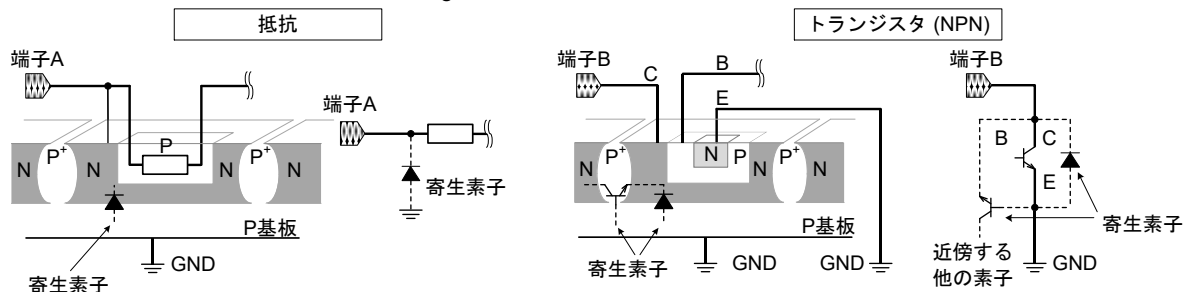 抵抗
トランジスタ (NPN)
端子A
端子A
P
N
P⁺
N
N
P⁺
N
寄生素子
P基板
GND
寄生素子
端子B
C
B
E
N
P⁺
N
N
P
P⁺
N
N
P基板
GND
GND
寄生素子
端子B
B
C
E
寄生素子
近傍する
他の素子
GND